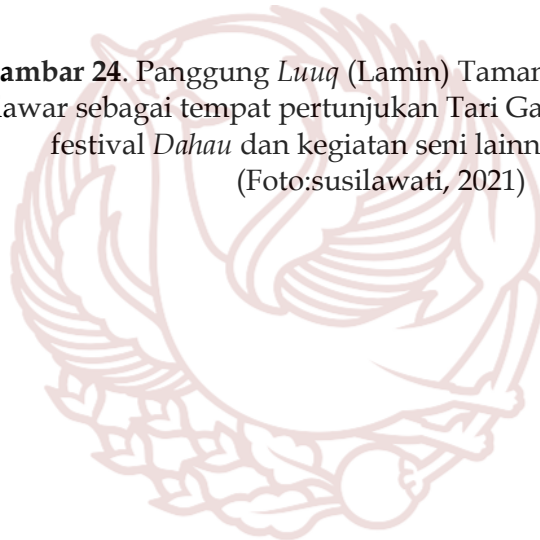 ambar 24. Panggung Luuq (Lamin) Taman
awar sebagai tempat pertunjukan Tari Ga
festival Dahau dan kegiatan seni lainn
(Foto:susilawati, 2021)